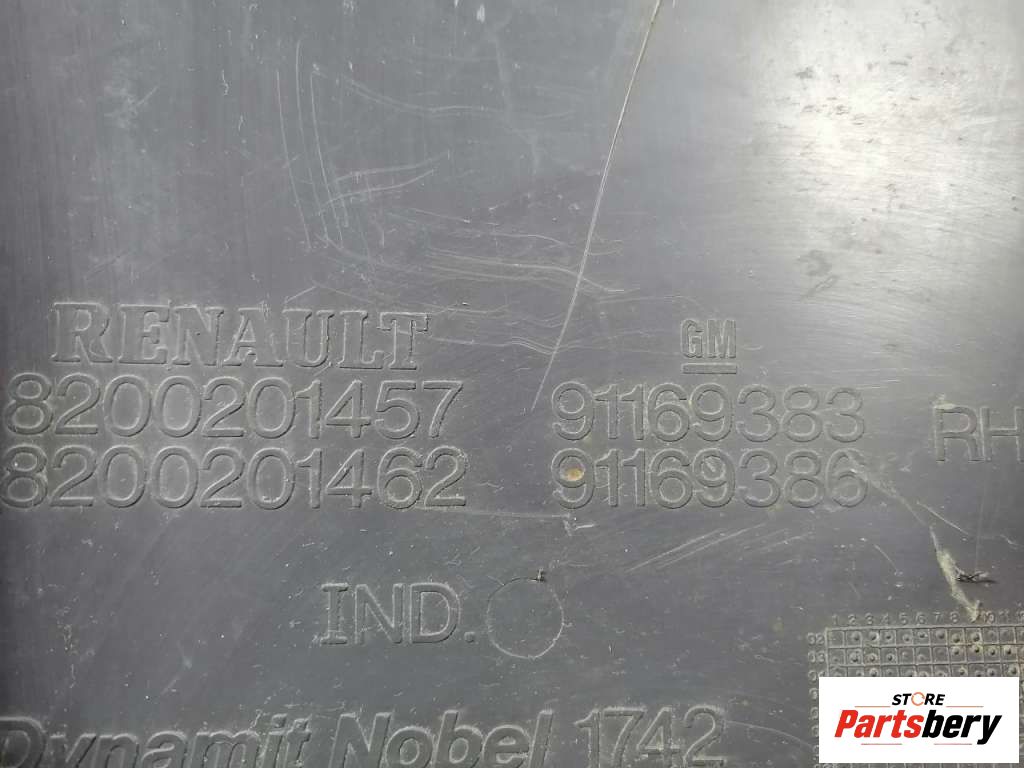 RENAULT
8200201457
8200201462
GM
91169383
91169386
RH
IND.
Dynamit Nobel 1742
STORE
Partsbery